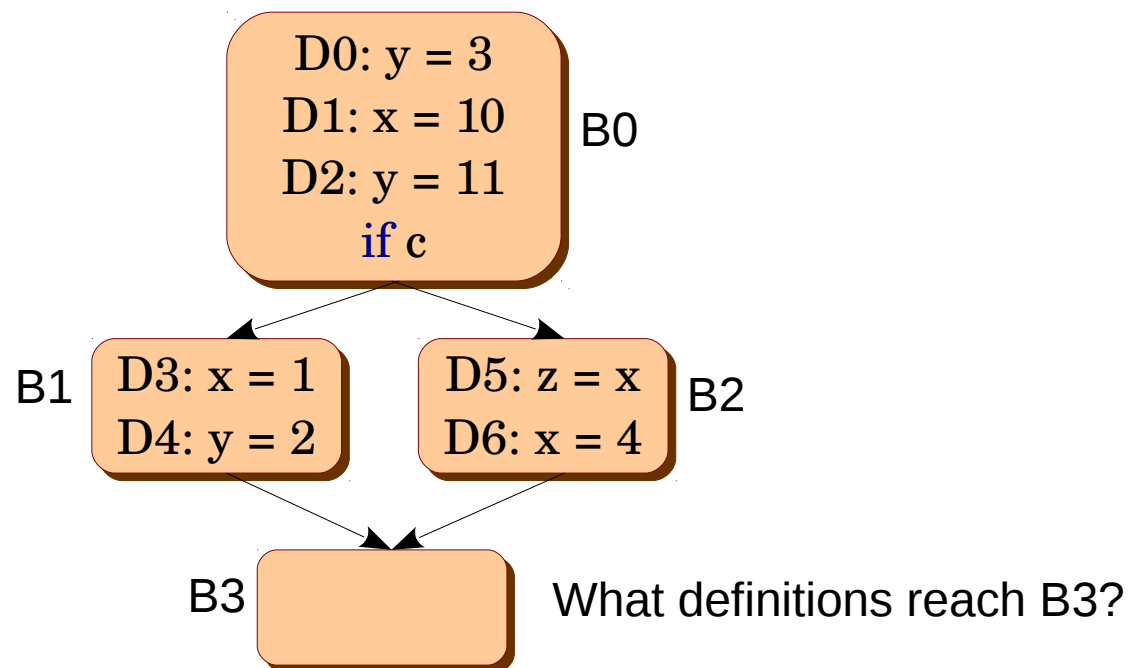 D0: y = 3
D1: x = 10
D2: y = 11
if c
B0
B1
D3: x = 1
D4: y = 2
D5: z = x
D6: x = 4
B2
B3
What definitions reach B3?